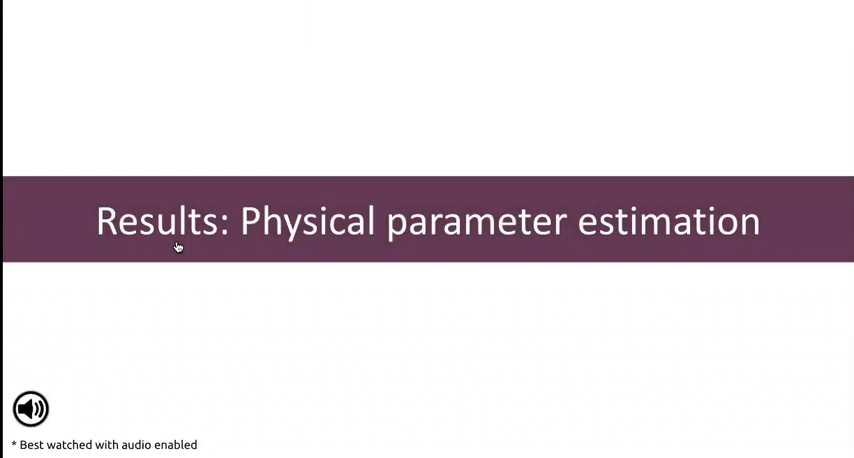 Results: Physical parameter estimation
* Best watched with audio enabled